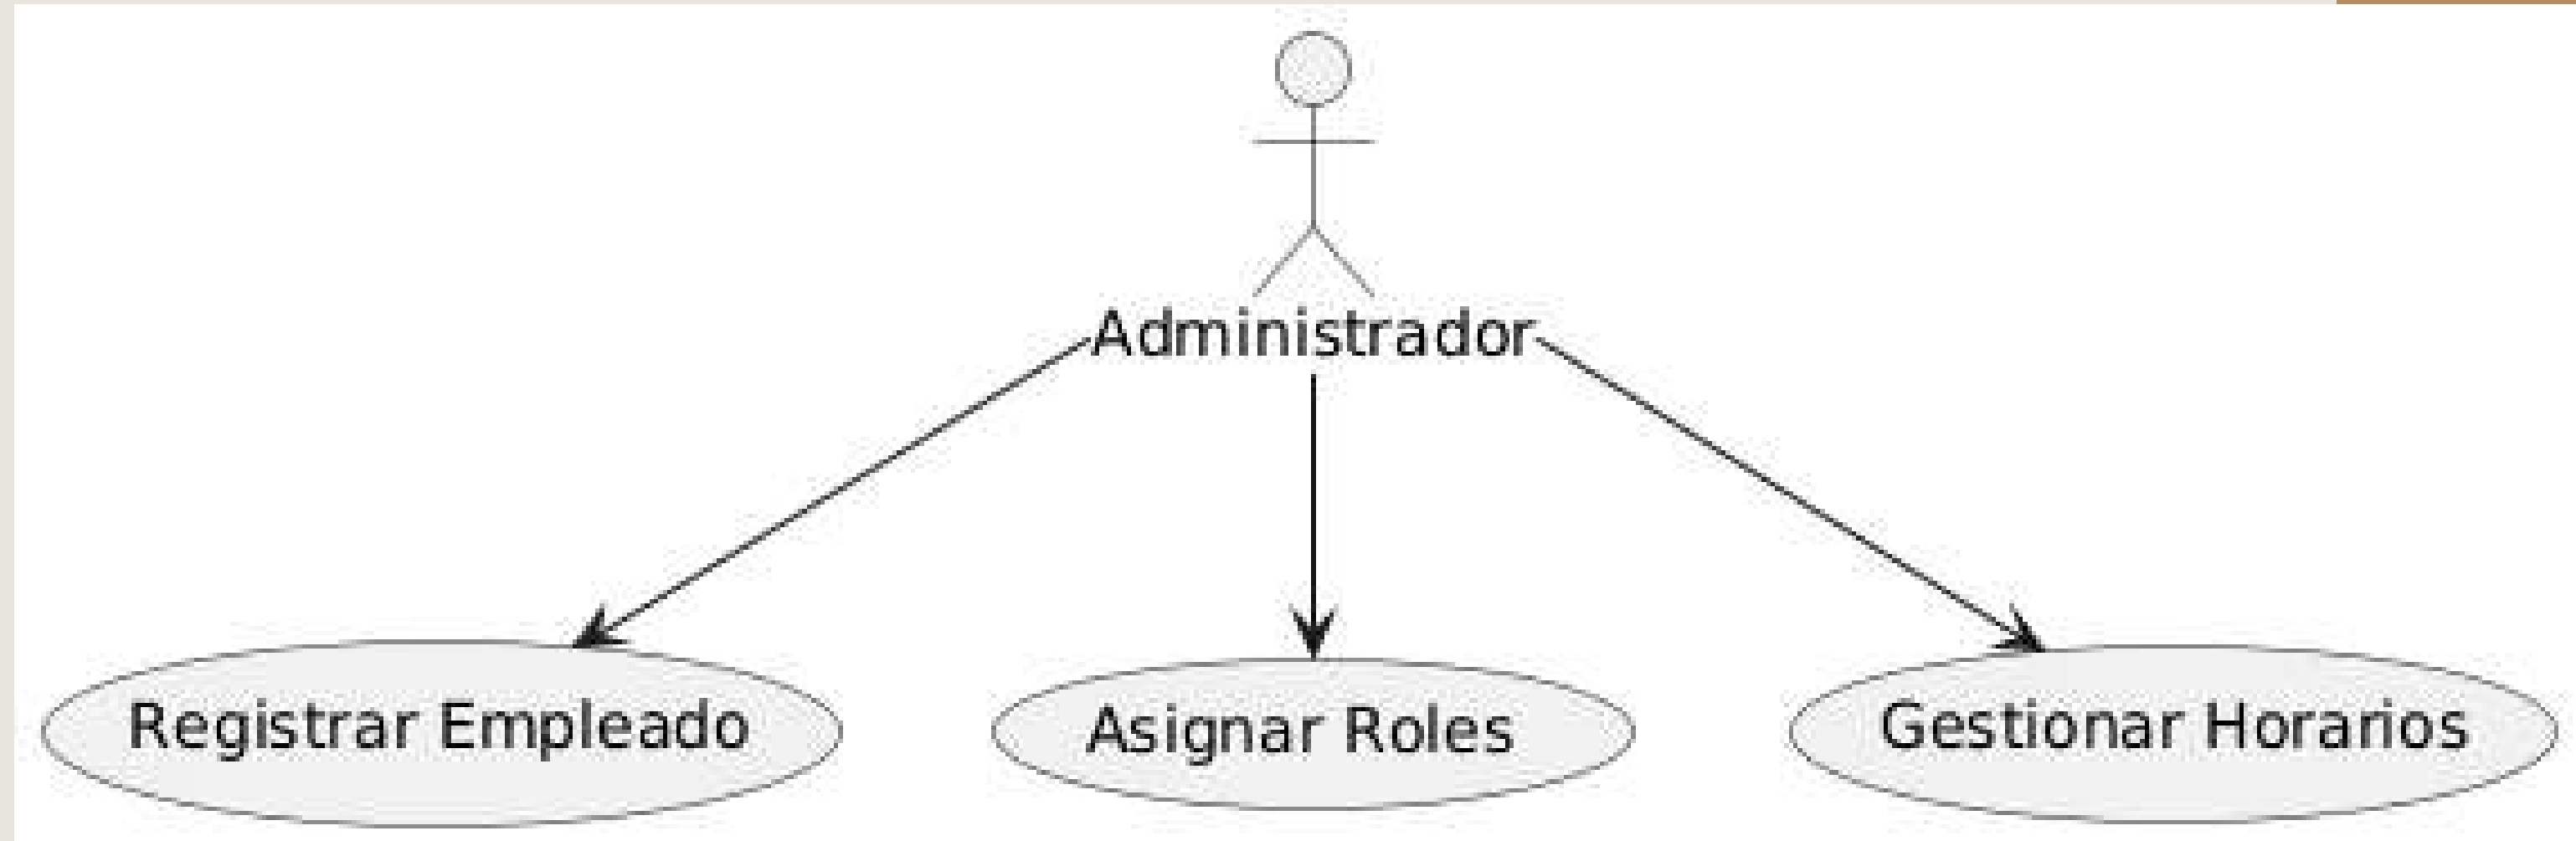 Administrador
Registrar Empleado
Asignar Roles
Gestionar Horarios